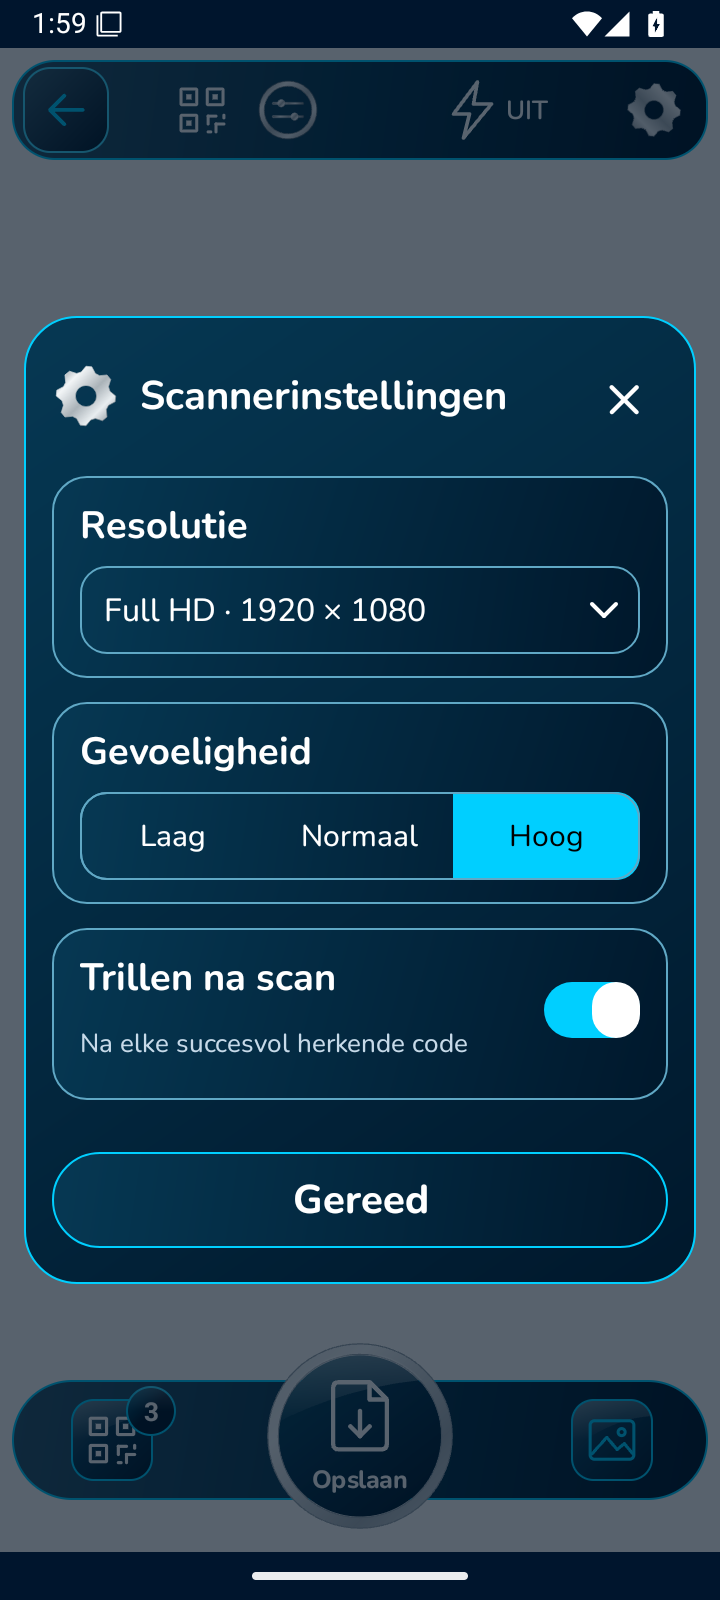 1:59
UIT
Scannerinstellingen
Resolutie
Full HD · 1920 × 1080
Gevoeligheid
Laag Normaal Hoog
Trillen na scan
Na elke succesvol herkende code
Gereed
3
Opslaan